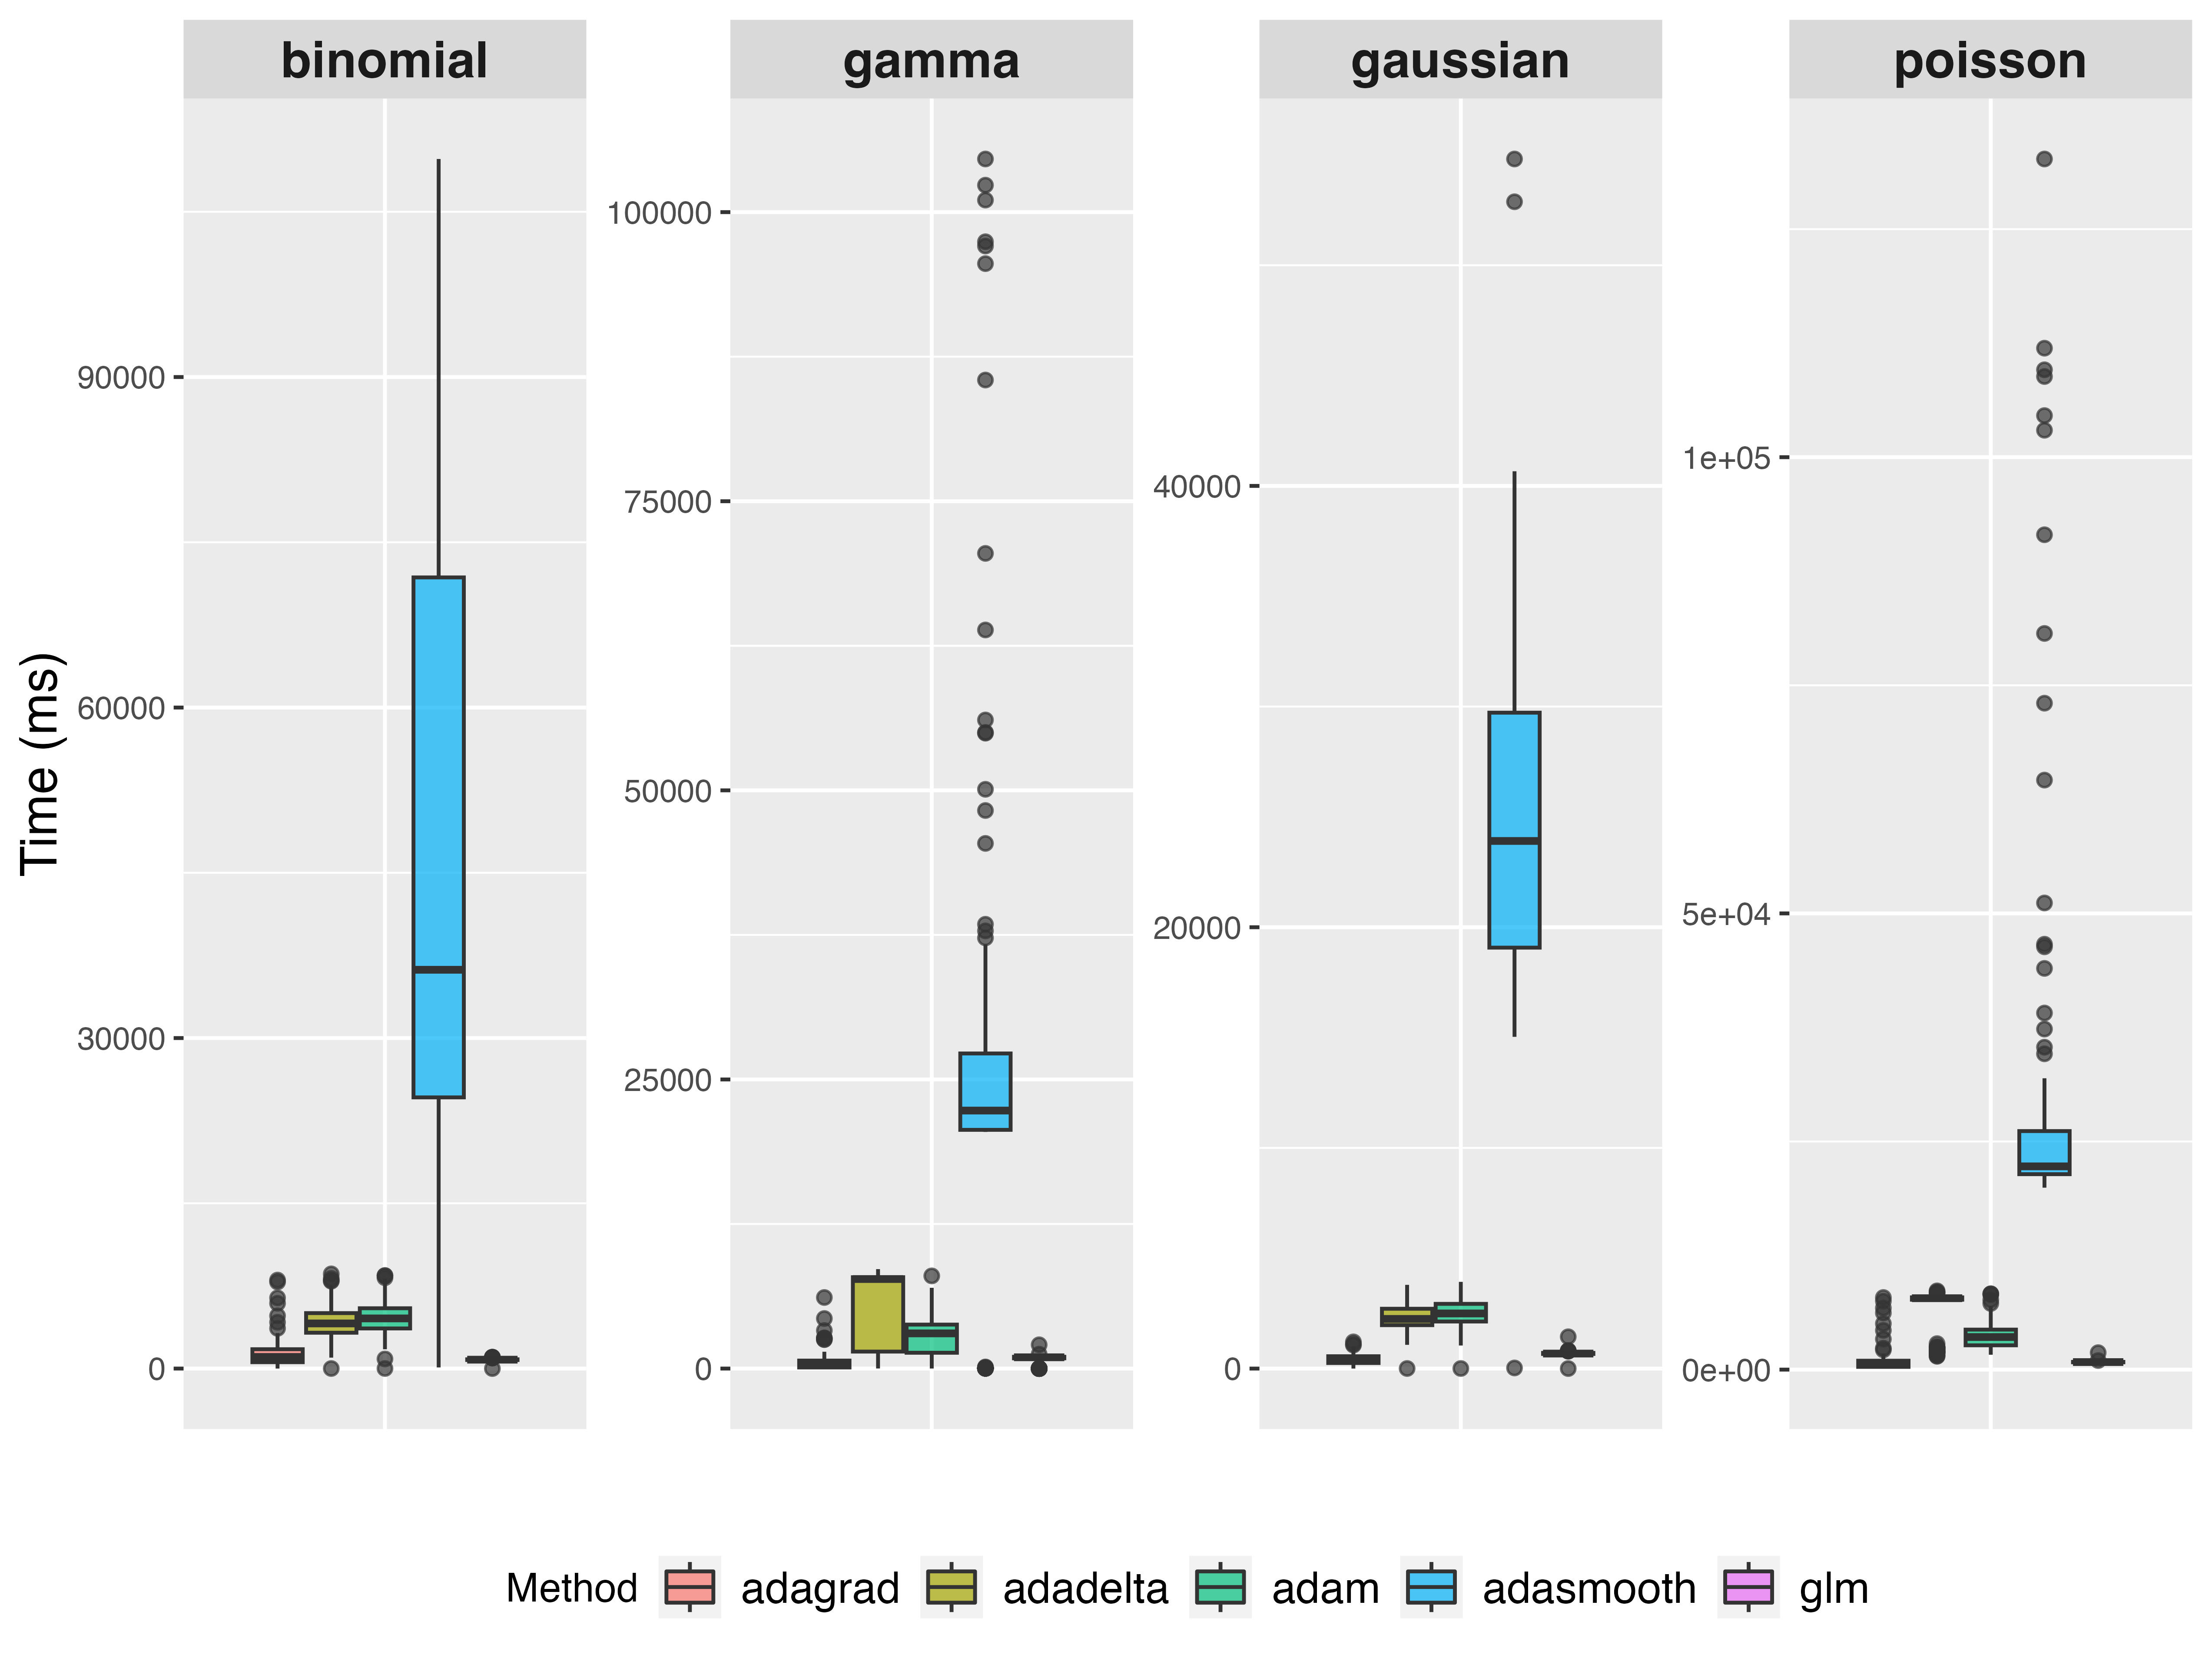 binomial gamma gaussian poisson
Time (ms)
90000
60000
30000
0
100000
75000
50000
25000
0
40000
20000
0
1e+05
5e+04
0e+00
Method adagrad adadelta adam adasmooth glm